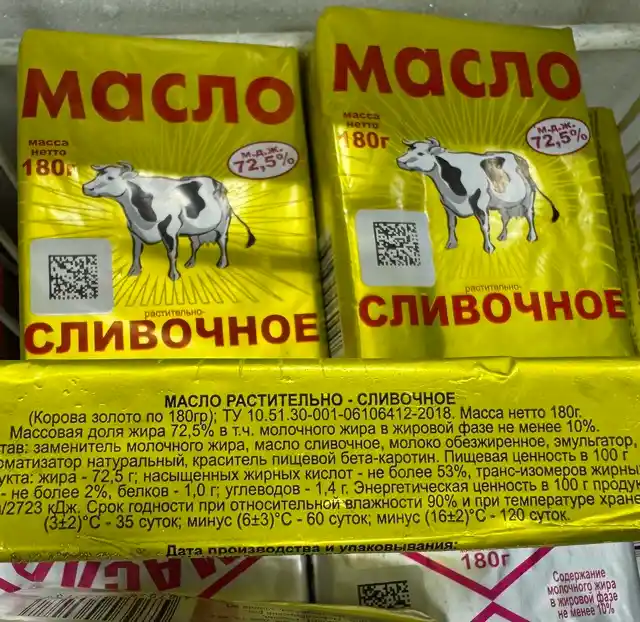 масло
масса
нетто
180г
м.д.ж.
72,5%
растительно-
сливочное
масло
масса
нетто
180г
м.д.ж.
72,5%
растительно-
сливочное
МАСЛО РАСТИТЕЛЬНО - СЛИВОЧНОЕ
(Корова золото по 180гр); ТУ 10.51.30-001-06106412-2018. Масса нетто 180г.
Массовая доля жира 72,5% в т.ч. молочного жира в жировой фазе не менее 10%.
тав: заменитель молочного жира, масло сливочное, молоко обезжиренное, эмульгатор,
оматизатор натуральный, краситель пищевой бета-каротин. Пищевая ценность в 100 г
укта: жира - 72,5 г; насыщенных жирных кислот - не более 53%, транс-изомеров жирны
- не более 2%, белков - 1,0 г; углеводов - 1,4 г. Энергетическая ценность в 100 г продук
/2723 кДж. Срок годности при относительной влажности 90% и при температуре хране
(3±2)°С - 35 суток; минус (6±3)°С - 60 суток; минус (16±2)°С - 120 суток.
Дата производства и упаковывания:
180г
МАСЛ
Содержание
молочного жира
в жировой фазе
не менее 10%